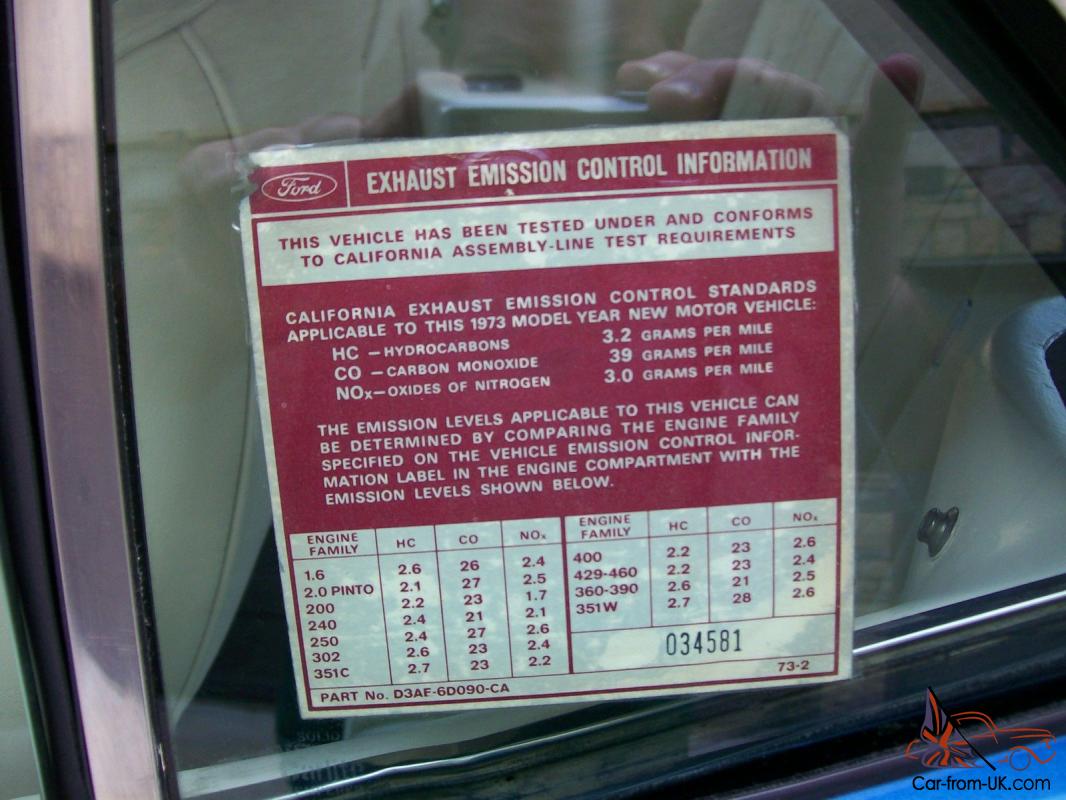 Ford
EXHAUST EMISSION CONTROL INFORMATION
THIS VEHICLE HAS BEEN TESTED UNDER AND CONFORMS
TO CALIFORNIA ASSEMBLY-LINE TEST REQUIREMENTS
CALIFORNIA EXHAUST EMISSION CONTROL STANDARDS
APPLICABLE TO THIS 1973 MODEL YEAR NEW MOTOR VEHICLE:
HC – HYDROCARBONS 3.2 GRAMS PER MILE
CO – CARBON MONOXIDE 39 GRAMS PER MILE
NOx – OXIDES OF NITROGEN 3.0 GRAMS PER MILE
THE EMISSION LEVELS APPLICABLE TO THIS VEHICLE CAN
BE DETERMINED BY COMPARING THE ENGINE FAMILY
SPECIFIED ON THE VEHICLE EMISSION CONTROL INFOR-
MATION LABEL IN THE ENGINE COMPARTMENT WITH THE
EMISSION LEVELS SHOWN BELOW.
ENGINE FAMILY HC CO NOx
1.6 2.6 26 2.4
2.0 PINTO 2.1 27 2.5
200 2.2 23 1.7
240 2.4 21 2.1
250 2.4 27 2.6
302 2.6 23 2.4
351C 2.7 23 2.2
ENGINE FAMILY HC CO NOx
400 2.2 23 2.6
429-460 2.2 23 2.4
360-390 2.6 21 2.5
351W 2.7 28 2.6
034581
73-2
PART No. D3AF-6D090-CA
Car-from-UK.com